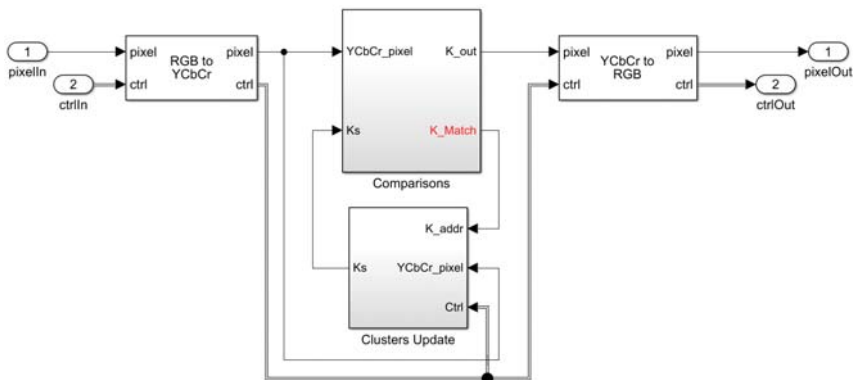 1
pixelIn
2
ctrlIn
pixel
ctrl
RGB to
YCbCr
pixel
ctrl
YCbCr_pixel
Ks
K_out
K_Match
Comparisons
K_addr
YCbCr_pixel
Ctrl
Ks
Clusters Update
pixel
ctrl
YCbCr to
RGB
pixel
ctrl
1
pixelOut
2
ctrlOut